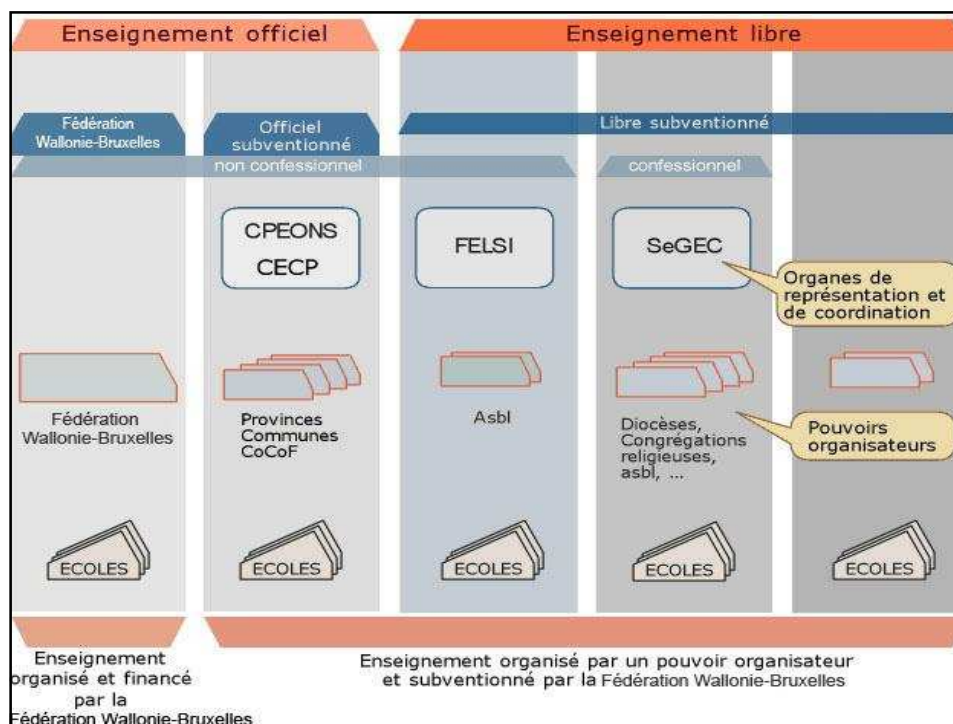 Enseignement officiel
Enseignement libre
Fédération
Wallonie-Bruxelles
Officiel
subventionné
Libre subventionné
non confessionnel
confessionnel
CPEONS
CECP
FELSI
SeGEC
Organes de
représentation et
de coordination
Fédération
Wallonie-Bruxelles
Provinces
Communes
CoCoF
Asbl
Diocèses,
Congrégations
religieuses,
asbl, ...
Pouvoirs
organisateurs
ECOLES
ECOLES
ECOLES
ECOLES
ECOLES
Enseignement
organisé et financé
par la
Fédération Wallonie-Bruxelles
Enseignement organisé par un pouvoir organisateur
et subventionné par la Fédération Wallonie-Bruxelles